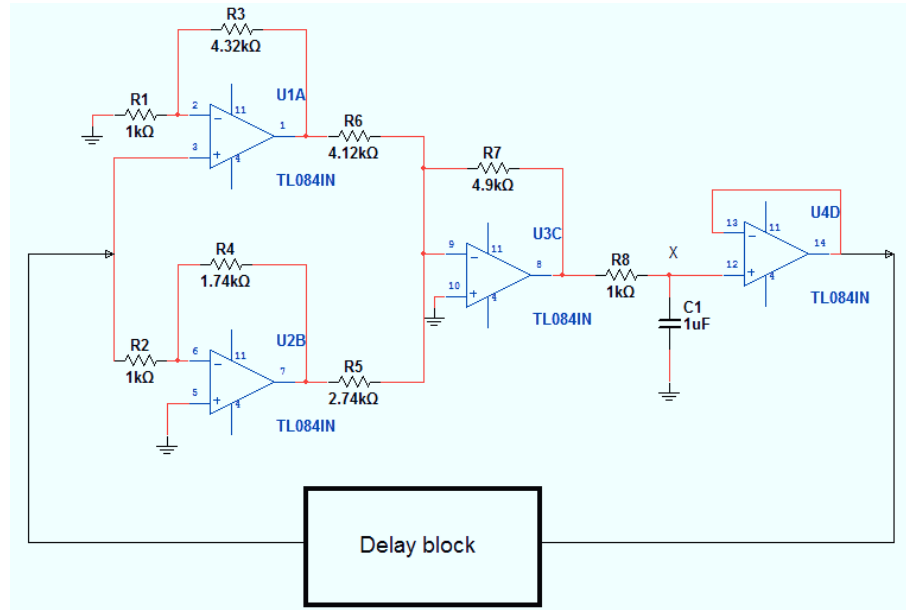 R3
4.32kΩ
R1
1kΩ
2
3
11
4
1
U1A
TL084IN
R6
4.12kΩ
R7
4.9kΩ
R4
1.74kΩ
R2
1kΩ
6
5
11
4
7
U2B
TL084IN
R5
2.74kΩ
9
10
11
4
8
U3C
TL084IN
R8
1kΩ
X
C1
1uF
13
12
11
4
14
U4D
TL084IN
Delay block